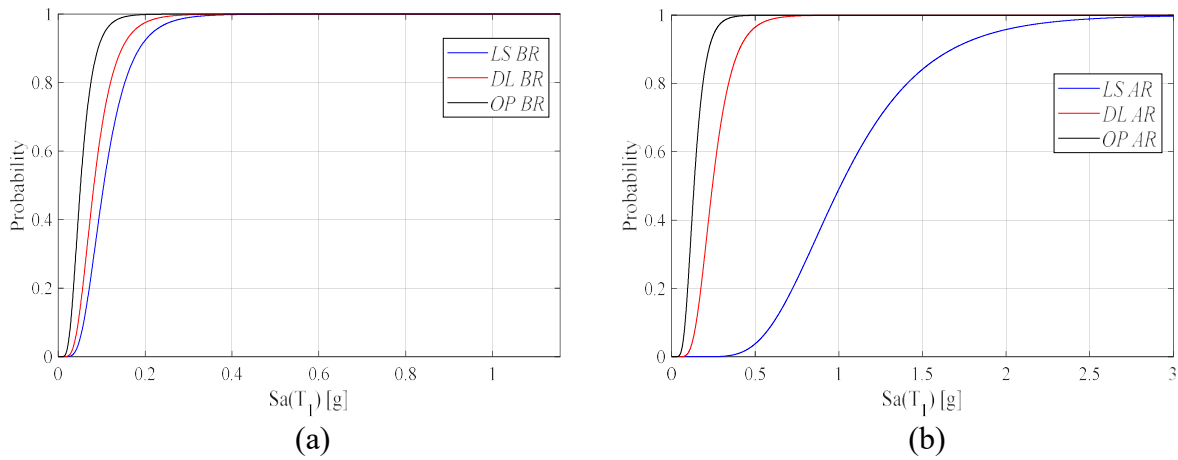 1
0.8
0.6
0.4
0.2
0
Probability
0
0.2
0.4
0.6
0.8
1
Sa(T1) [g]
LS BR
DL BR
OP BR
(a)
1
0.8
0.6
0.4
0.2
0
Probability
0
0.5
1
1.5
2
2.5
3
Sa(T1) [g]
LS AR
DL AR
OP AR
(b)